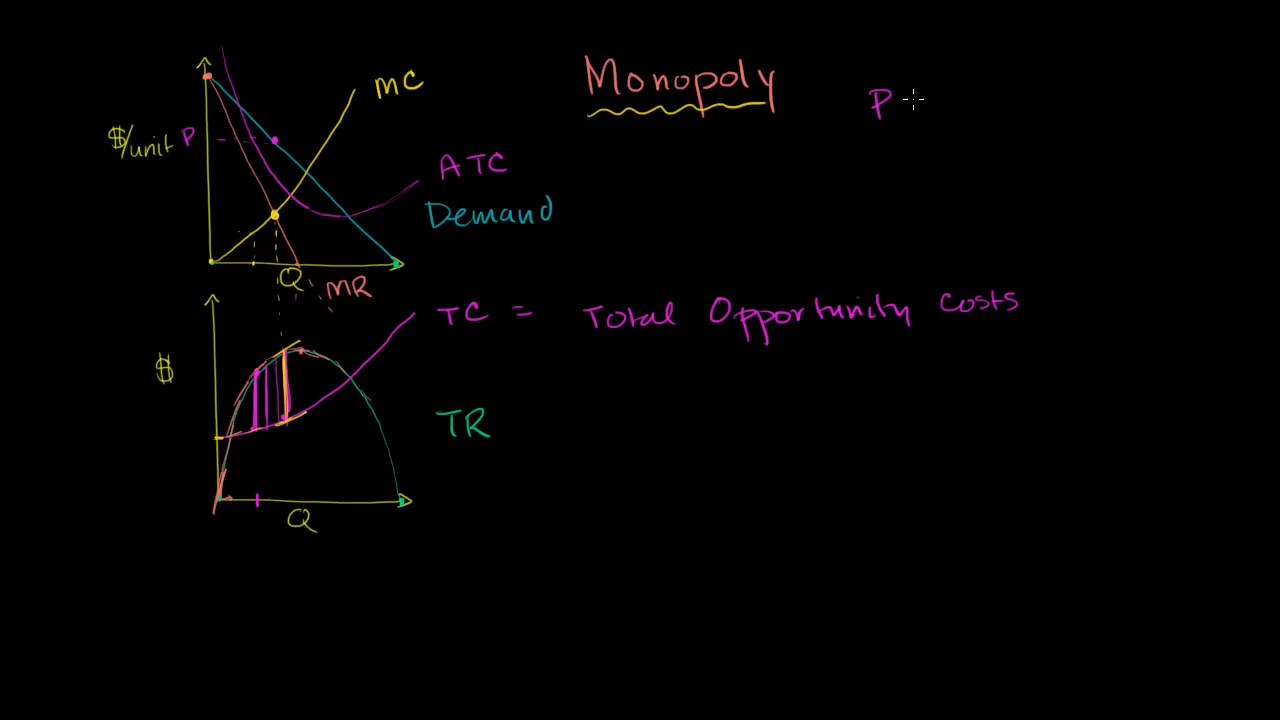 Monopoly
P
MC
$/unit P
ATC
Demand
Q
MR
TC = Total Opportunity Costs
$
TR
Q